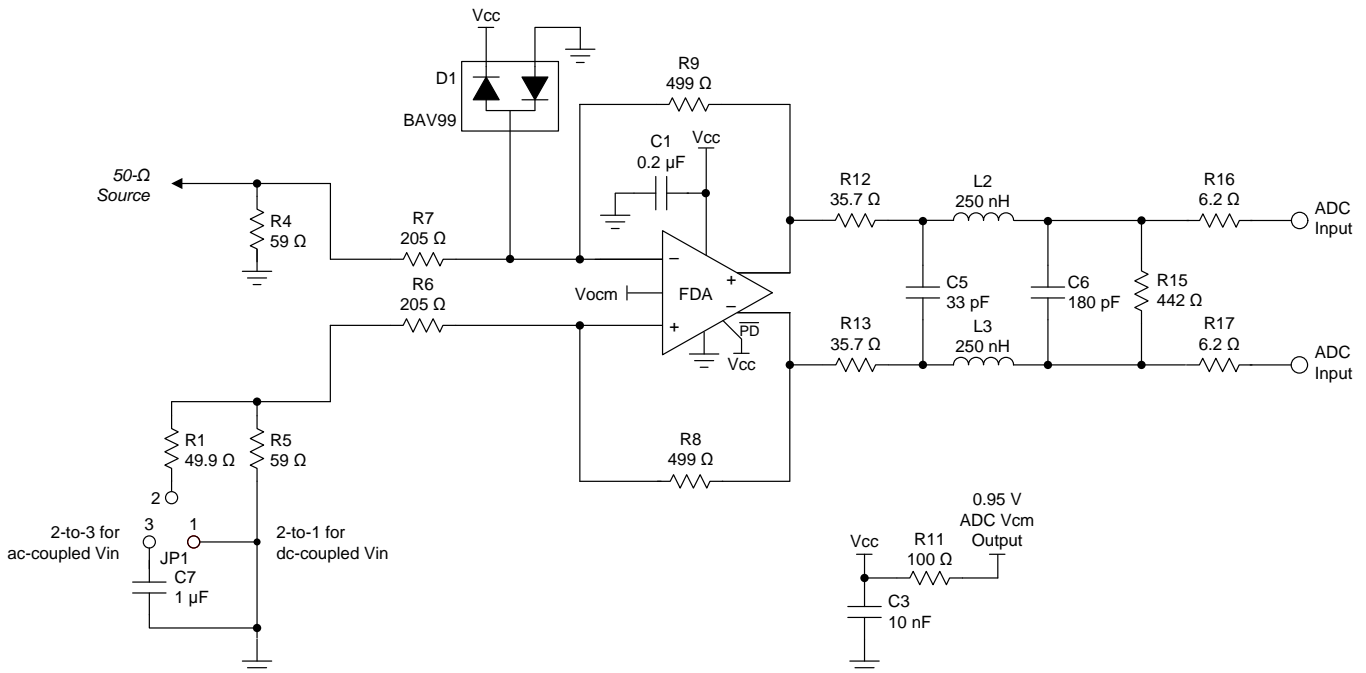 Vcc
D1
BAV99
R9
499 Ω
C1
0.2 µF
Vcc
50-Ω
Source
R4
59 Ω
R7
205 Ω
R6
205 Ω
Vocm
−
+
FDA
+
−
PD
Vcc
R12
35.7 Ω
L2
250 nH
R16
6.2 Ω
ADC
Input
C5
33 pF
C6
180 pF
R15
442 Ω
R13
35.7 Ω
L3
250 nH
R17
6.2 Ω
ADC
Input
R8
499 Ω
R1
49.9 Ω
R5
59 Ω
2
3
1
JP1
2-to-3 for
ac-coupled Vin
2-to-1 for
dc-coupled Vin
C7
1 µF
Vcc
R11
100 Ω
0.95 V
ADC Vcm
Output
C3
10 nF